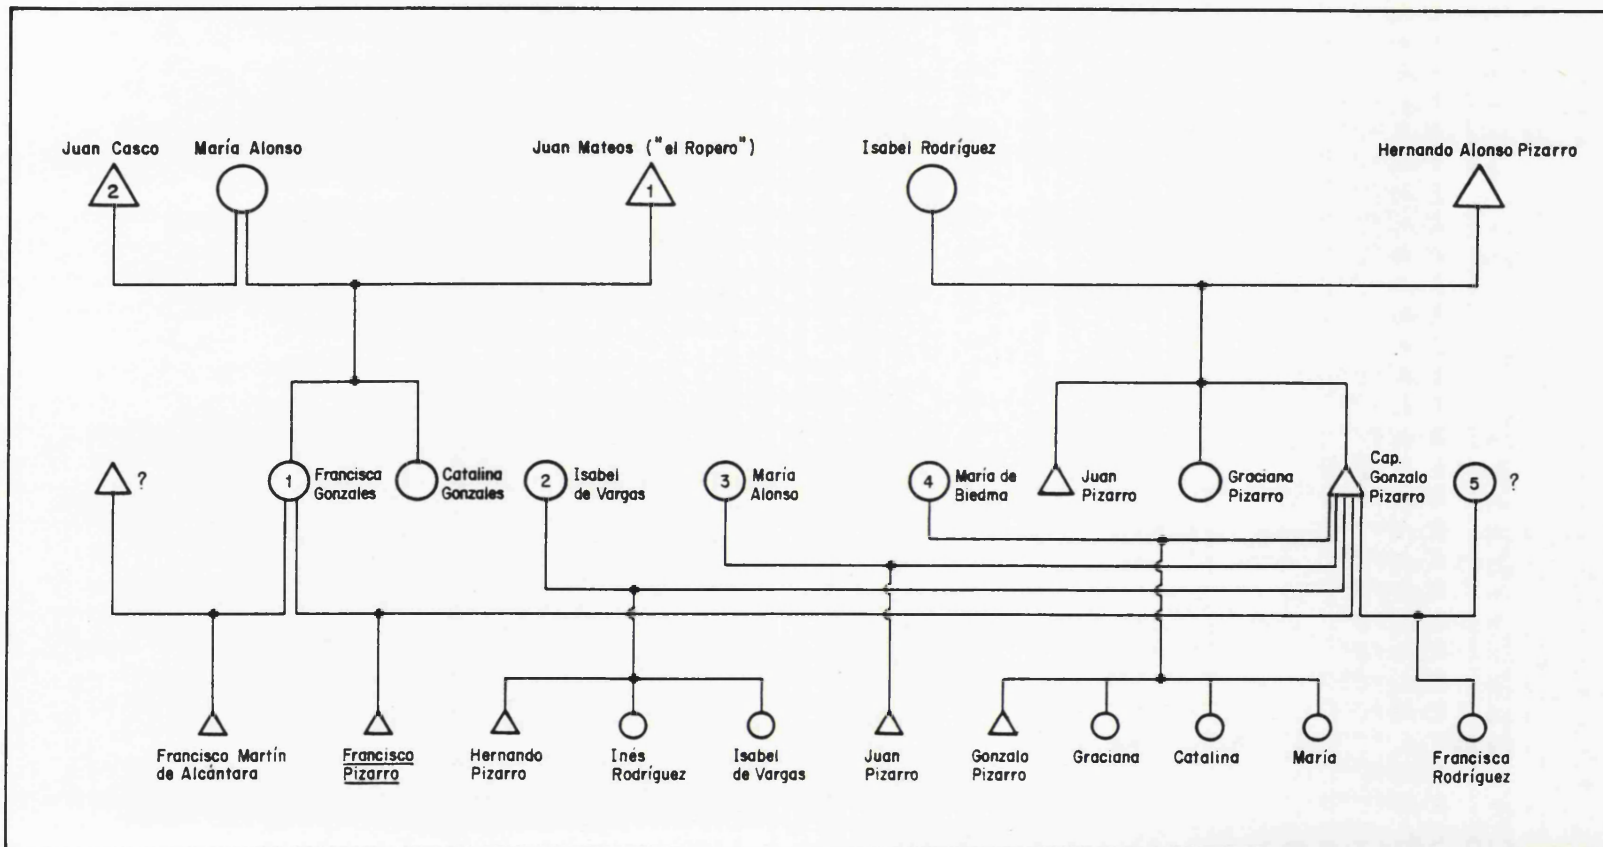 Juan Casco
María Alonso
Juan Mateos ("el Ropero")
Isabel Rodríguez
Hernando Alonso Pizarro
2
1
?
1
Francisca
Gonzales
Catalina
Gonzales
2
Isabel
de Vargas
3
María
Alonso
4
María de
Biedma
Juan
Pizarro
Graciana
Pizarro
Cap.
Gonzalo
Pizarro
5
?
Francisco Martín
de Alcántara
Francisco
Pizarro
Hernando
Pizarro
Inés
Rodríguez
Isabel
de Vargas
Juan
Pizarro
Gonzalo
Pizarro
Graciana
Catalina
María
Francisca
Rodríguez